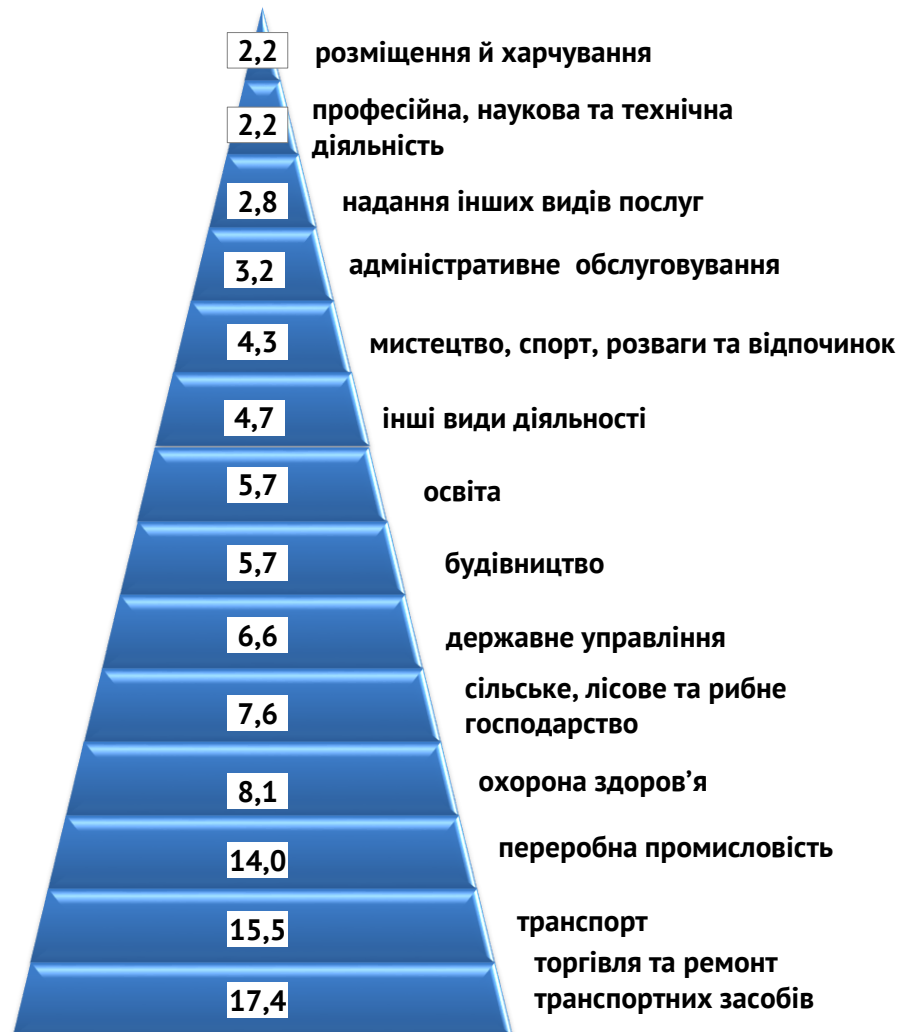 2,2 розміщення й харчування
2,2 професійна, наукова та технічна
діяльність
2,8 надання інших видів послуг
3,2 адміністративне обслуговування
4,3 мистецтво, спорт, розваги та відпочинок
4,7 інші види діяльності
5,7 освіта
5,7 будівництво
6,6 державне управління
7,6 сільське, лісове та рибне
господарство
8,1 охорона здоров’я
14,0 переробна промисловість
15,5 транспорт
17,4 торгівля та ремонт
транспортних засобів